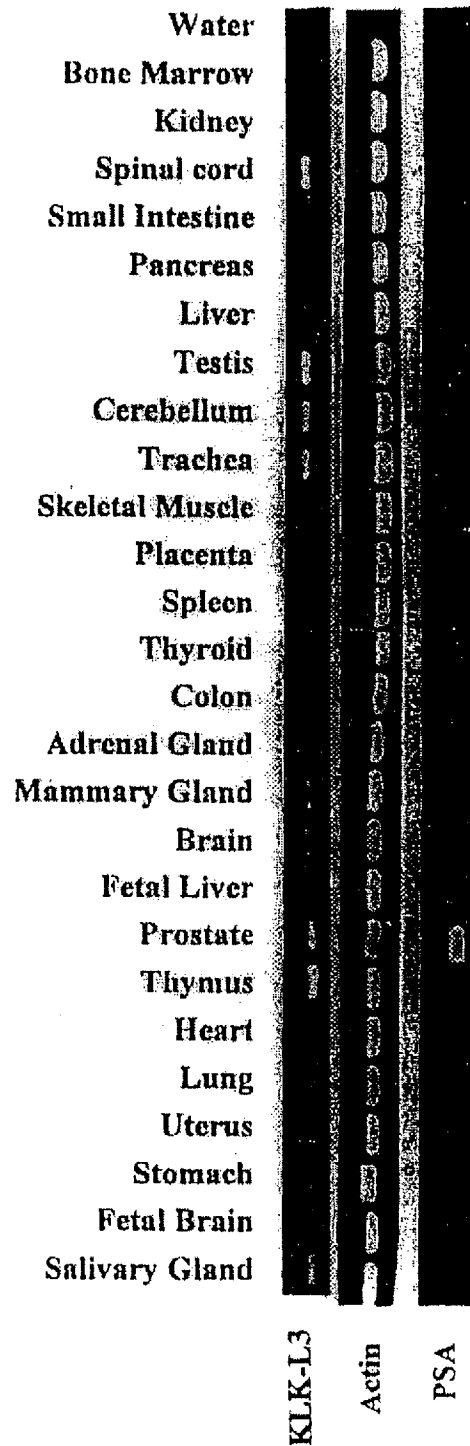 Water
Bone Marrow
Kidney
Spinal cord
Small Intestine
Pancreas
Liver
Testis
Cerebellum
Trachea
Skeletal Muscle
Placenta
Spleen
Thyroid
Colon
Adrenal Gland
Mammary Gland
Brain
Fetal Liver
Prostate
Thymus
Heart
Lung
Uterus
Stomach
Fetal Brain
Salivary Gland
KLK-L3
Actin
PSA